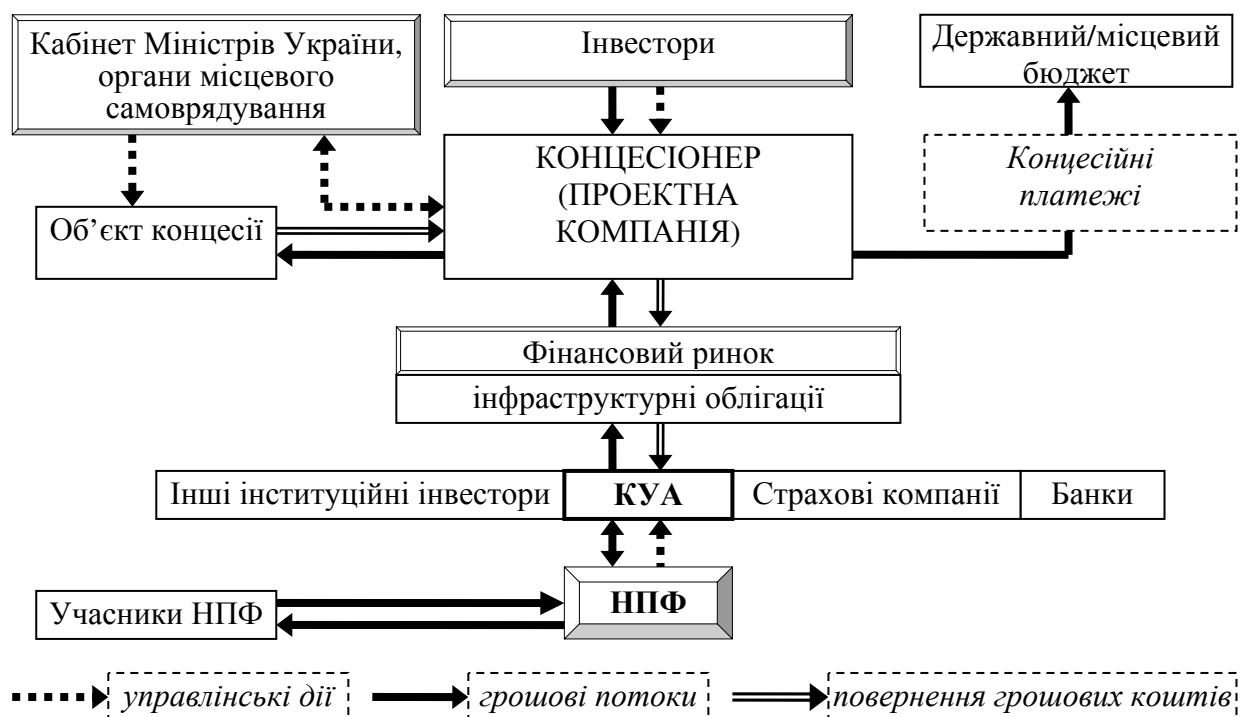 Кабінет Міністрів України,
органи місцевого
самоврядування
Інвестори
Державний/місцевий
бюджет
КОНЦЕСІОНЕР
(ПРОЕКТНА
КОМПАНІЯ)
Концесійні
платежі
Об’єкт концесії
Фінансовий ринок
інфраструктурні облігації
Інші інституційні інвестори
КУА
Страхові компанії
Банки
НПФ
Учасники НПФ
управлінські дії
грошові потоки
повернення грошових коштів